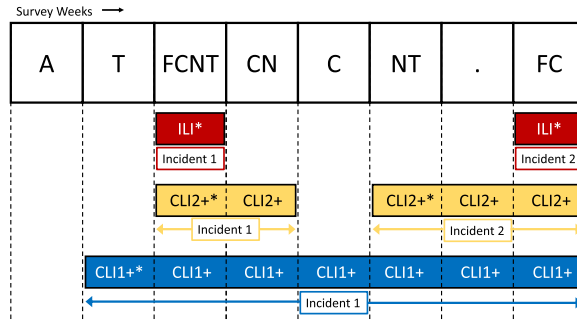 Survey Weeks
A T FCNT CN C NT . FC
ILI* ILI*
Incident 1 Incident 2
CLI2+* CLI2+ CLI2+* CLI2+ CLI2+
Incident 1 Incident 2
CLI1+* CLI1+ CLI1+ CLI1+ CLI1+ CLI1+ CLI1+
Incident 1